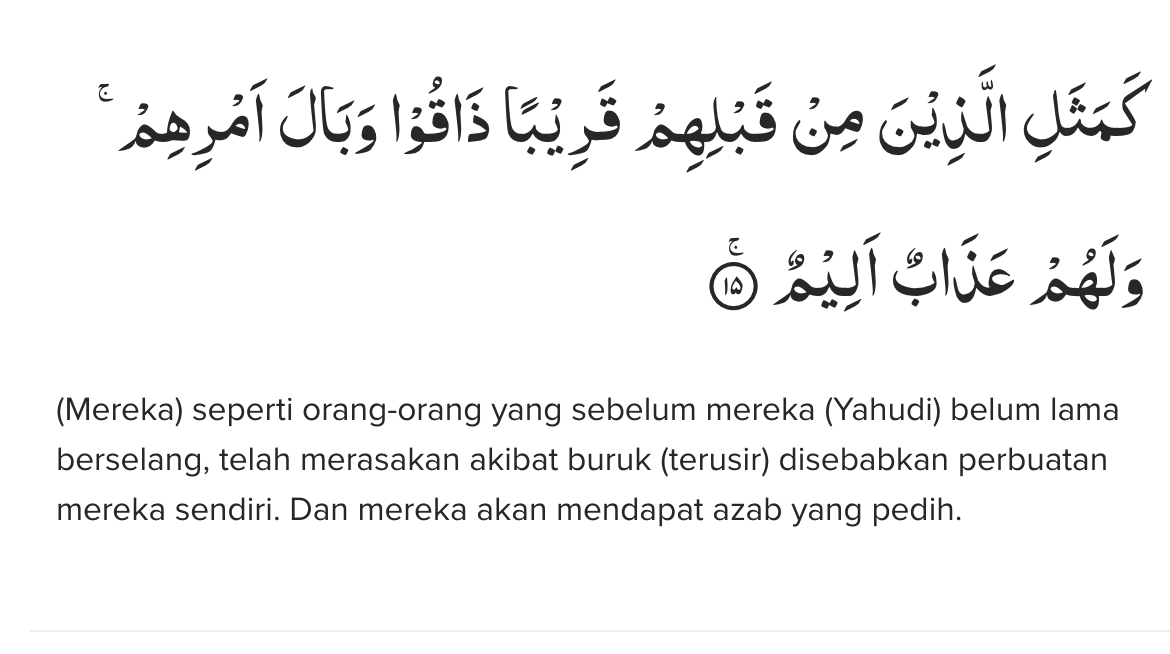 كَمَثَلِ الَّذِيْنَ مِنْ قَبْلِهِمْ قَرِيْبًا ذَاقُوْا وَبَالَ اَمْرِهِمْۚ
وَلَهُمْ عَذَابٌ اَلِيْمٌۚ ١٥
(Mereka) seperti orang-orang yang sebelum mereka (Yahudi) belum lama
berselang, telah merasakan akibat buruk (terusir) disebabkan perbuatan
mereka sendiri. Dan mereka akan mendapat azab yang pedih.